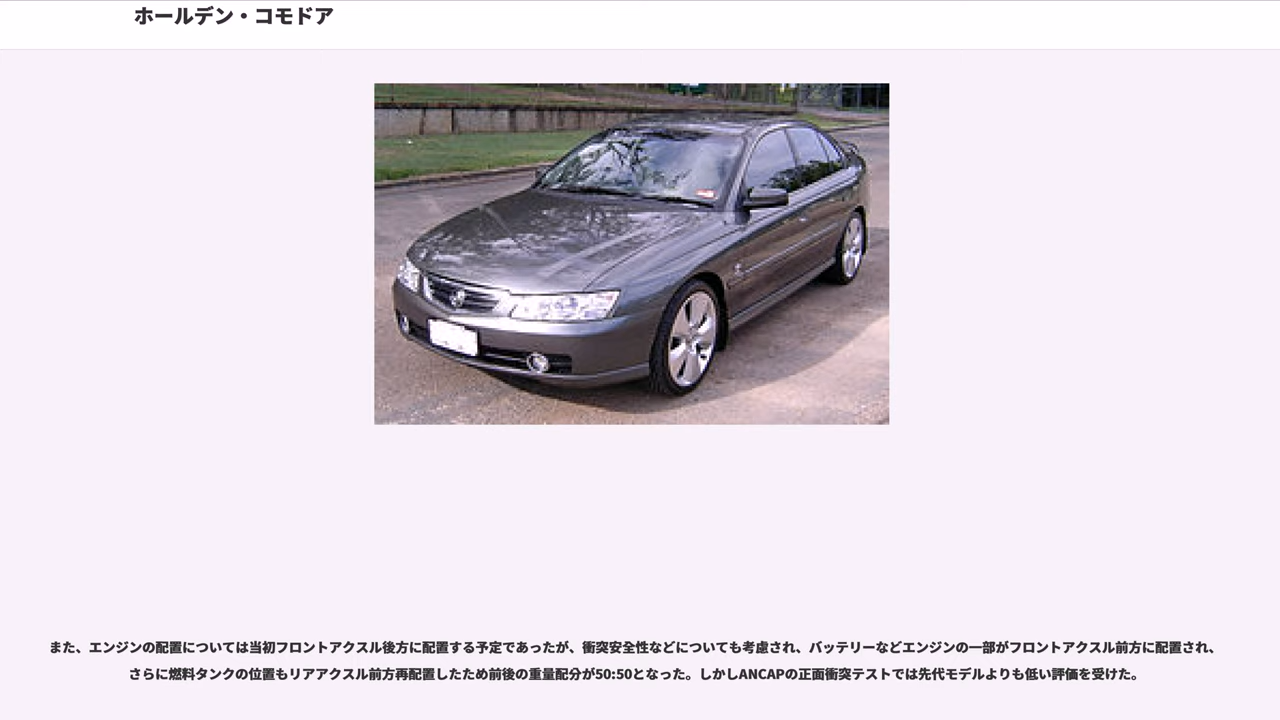 ホールデン・コモドア
また、エンジンの配置については当初フロントアクスル後方に配置する予定であったが、衝突安全性などについても考慮され、バッテリーなどエンジンの一部がフロントアクスル前方に配置され、
さらに燃料タンクの位置もリアアクスル前方再配置したため前後の重量配分が50:50となった。しかしANCAPの正面衝突テストでは先代モデルよりも低い評価を受けた。